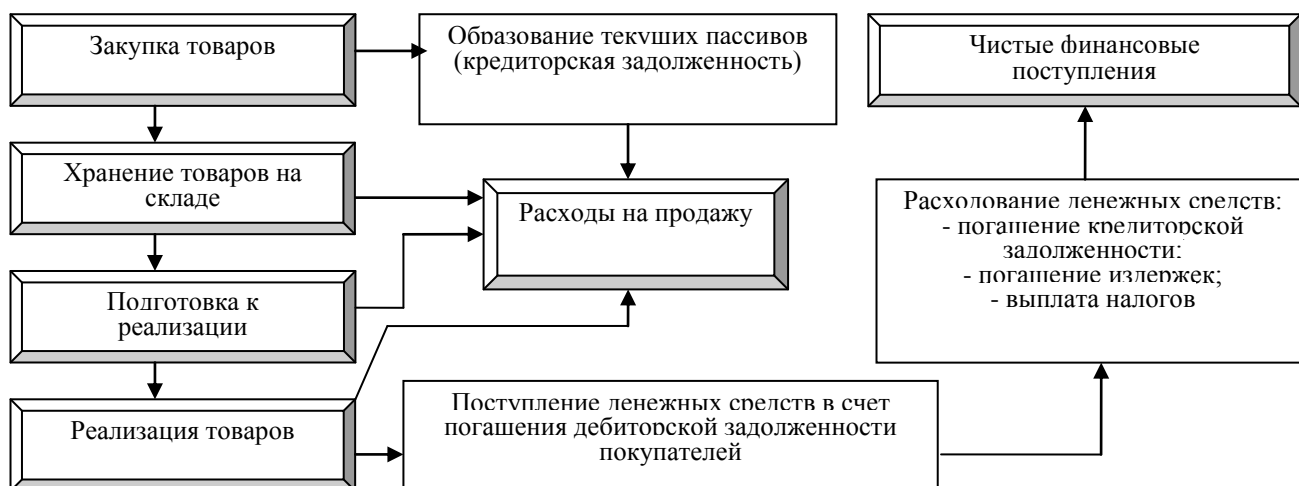 Закупка товаров
Образование текущих пассивов
(кредиторская задолженность)
Чистые финансовые
поступления
Хранение товаров на
складе
Расходы на продажу
Расходование денежных средств:
- погашение кредиторской
задолженности;
- погашение издержек;
- выплата налогов
Подготовка к
реализации
Реализация товаров
Поступление денежных средств в счет
погашения дебиторской задолженности
покупателей